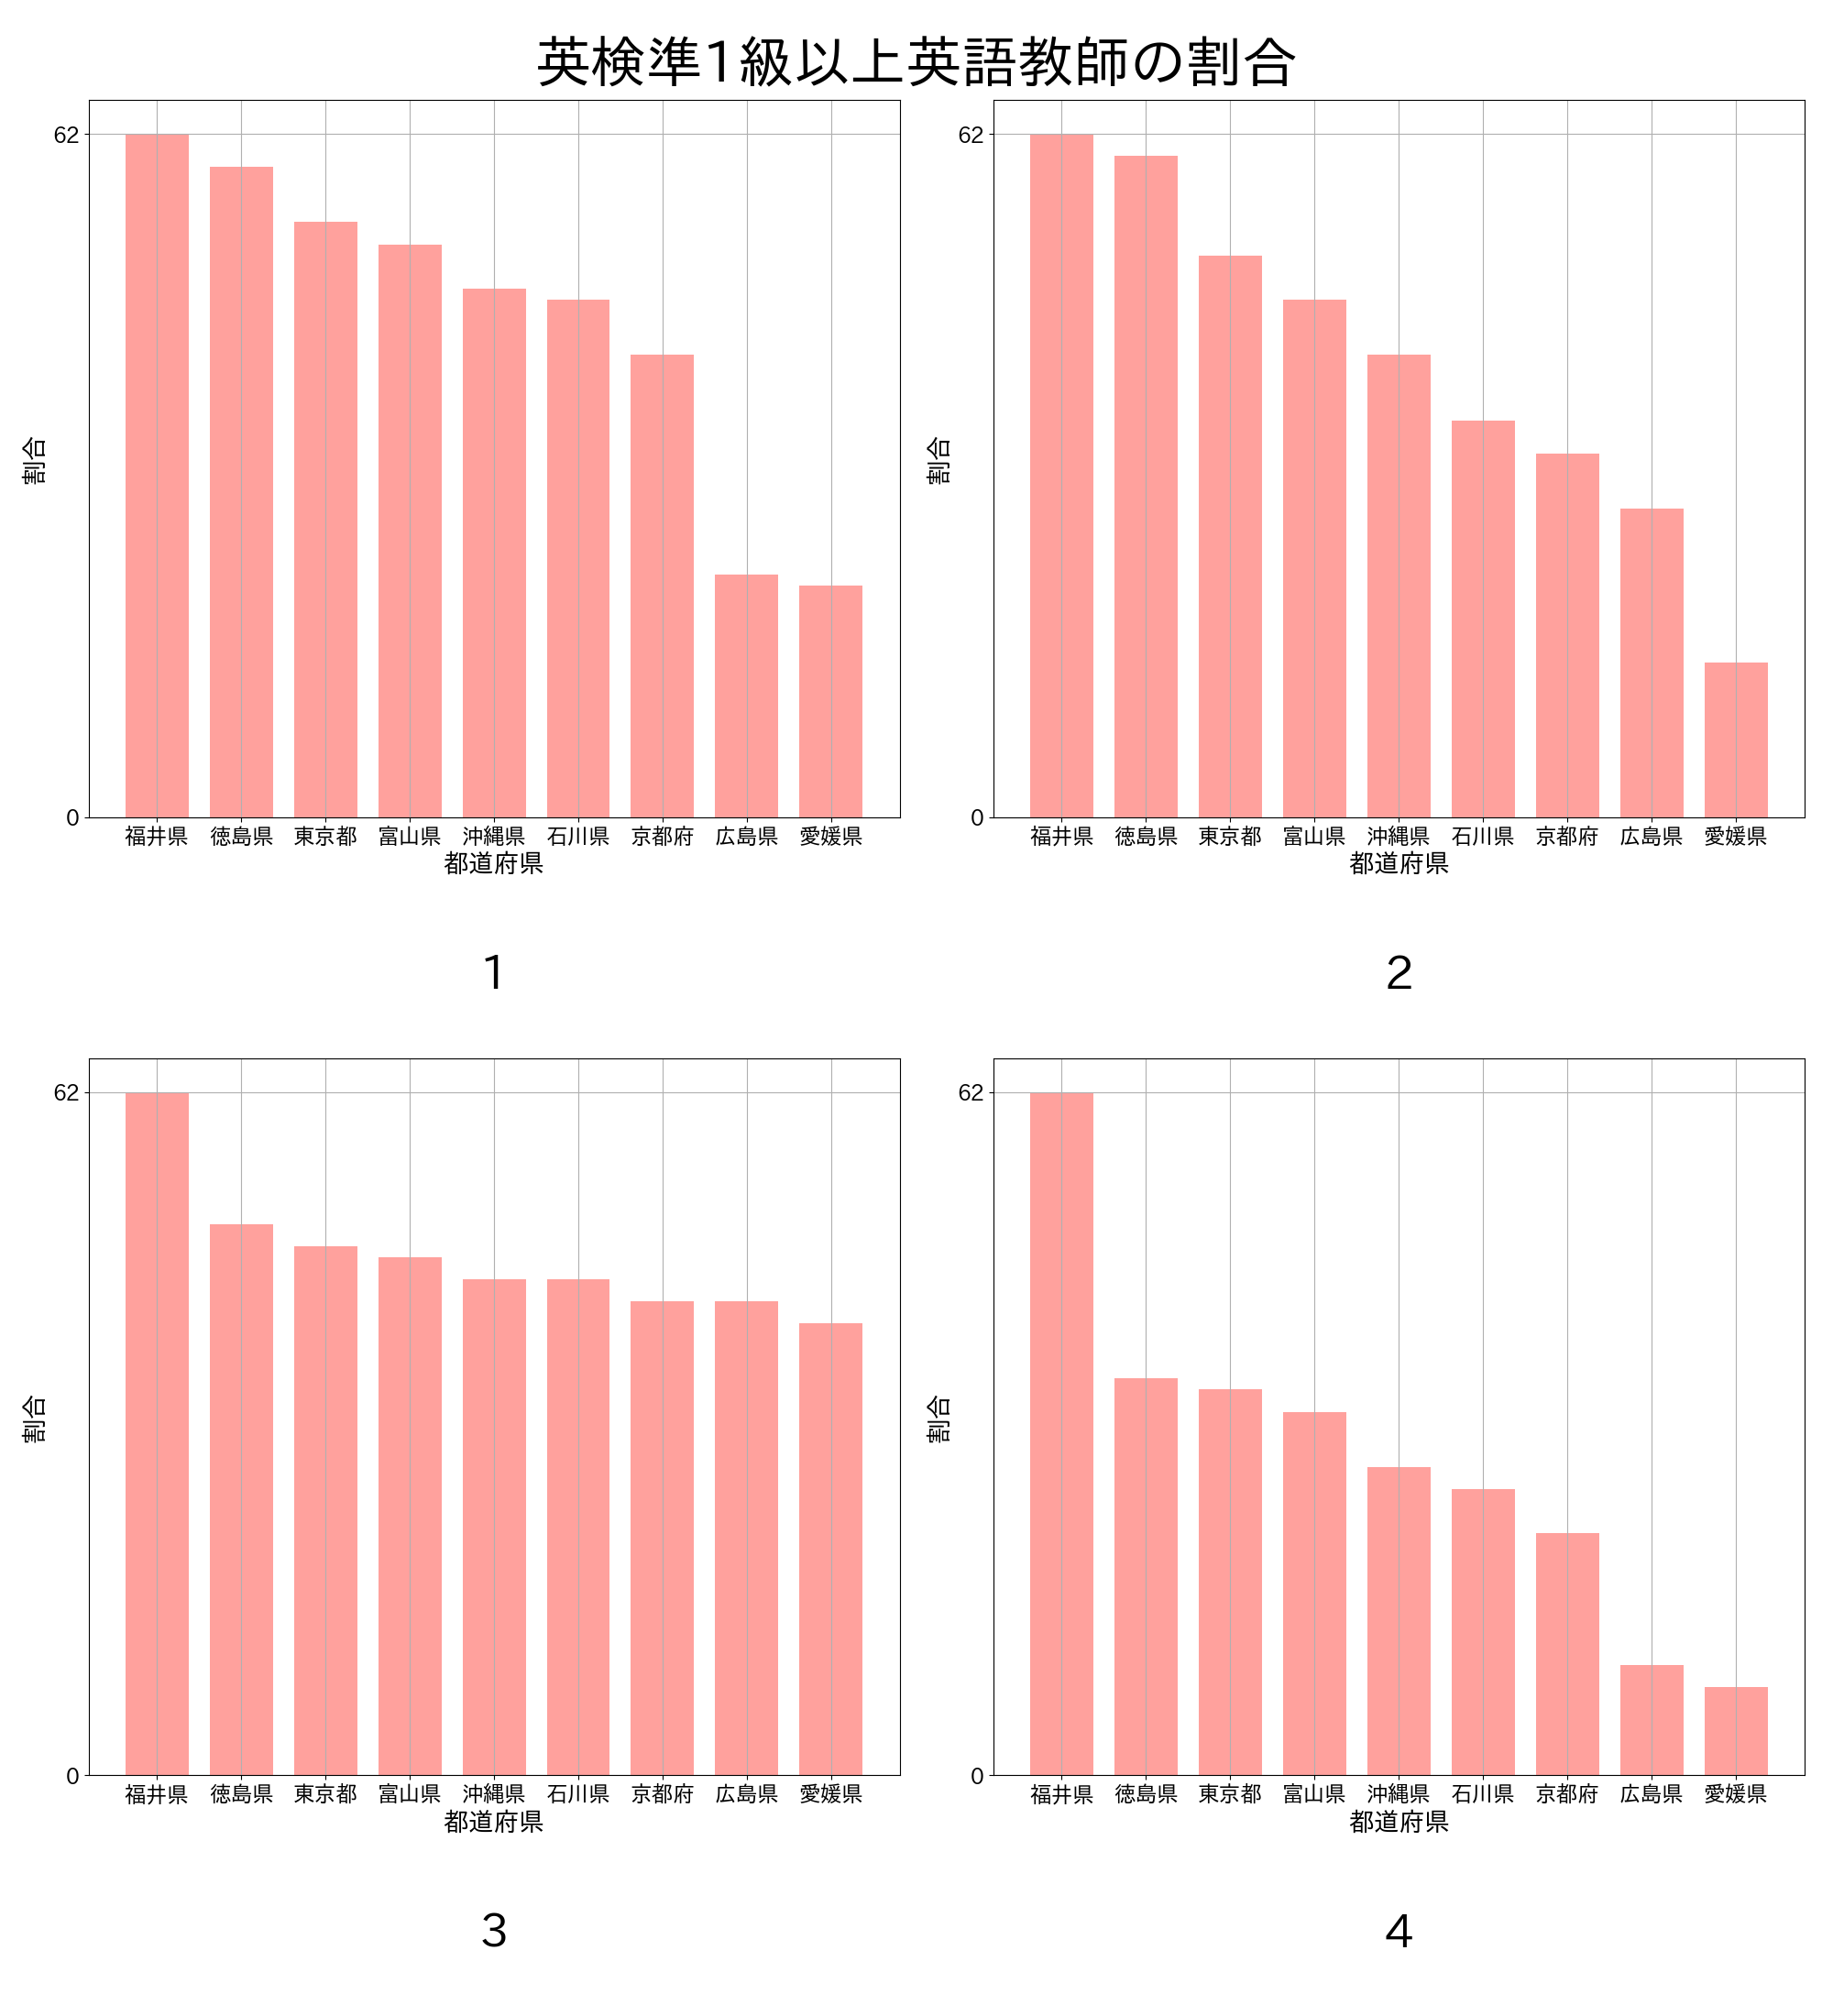 英検準1級以上英語教師の割合
62
0
割合
福井県 徳島県 東京都 富山県 沖縄県 石川県 京都府 広島県 愛媛県
都道府県
1
62
0
割合
福井県 徳島県 東京都 富山県 沖縄県 石川県 京都府 広島県 愛媛県
都道府県
2
62
0
割合
福井県 徳島県 東京都 富山県 沖縄県 石川県 京都府 広島県 愛媛県
都道府県
3
62
0
割合
福井県 徳島県 東京都 富山県 沖縄県 石川県 京都府 広島県 愛媛県
都道府県
4